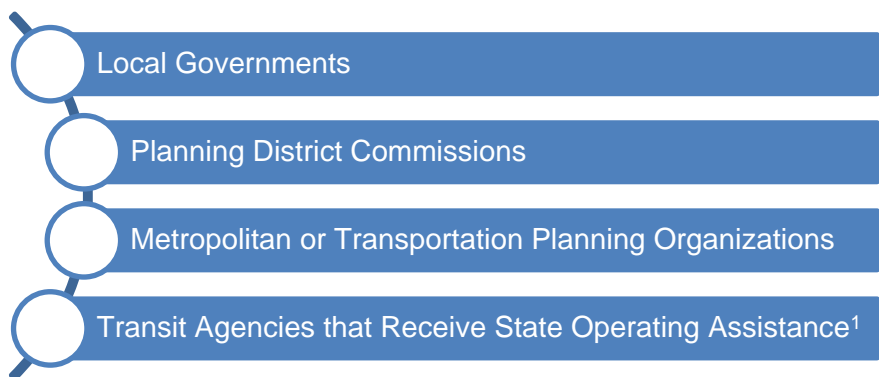 Local Governments
Planning District Commissions
Metropolitan or Transportation Planning Organizations
Transit Agencies that Receive State Operating Assistance¹